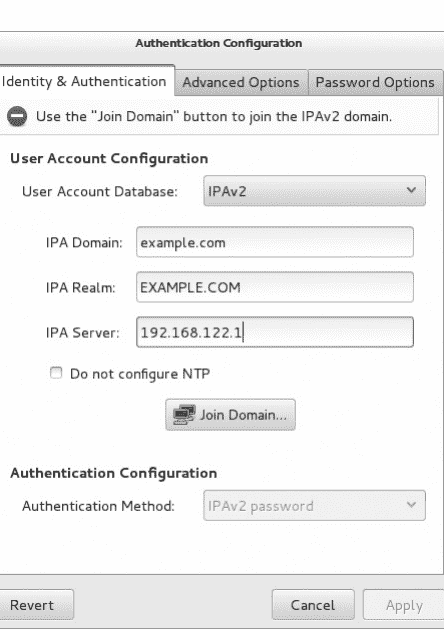 Authentication Configuration
Identity & Authentication Advanced Options Password Options
Use the "Join Domain" button to join the IPAv2 domain.
User Account Configuration
User Account Database: IPAv2
IPA Domain: example.com
IPA Realm: EXAMPLE.COM
IPA Server: 192.168.122.1
Do not configure NTP
Join Domain...
Authentication Configuration
Authentication Method: IPAv2 password
Revert Cancel Apply